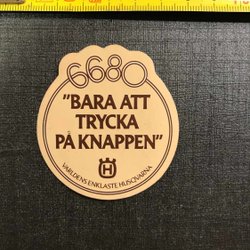 6680
"BARA ATT
TRYCKA
PÅ KNAPPEN"
H
VÄRLDENS ENKLASTE HUSQVARNA